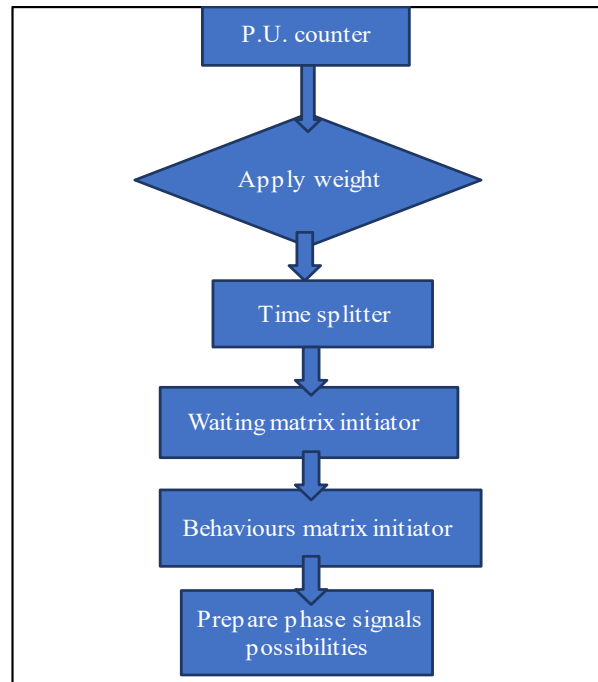 P.U. counter
Apply weight
Time splitter
Waiting matrix initiator
Behaviours matrix initiator
Prepare phase signals
possibilities